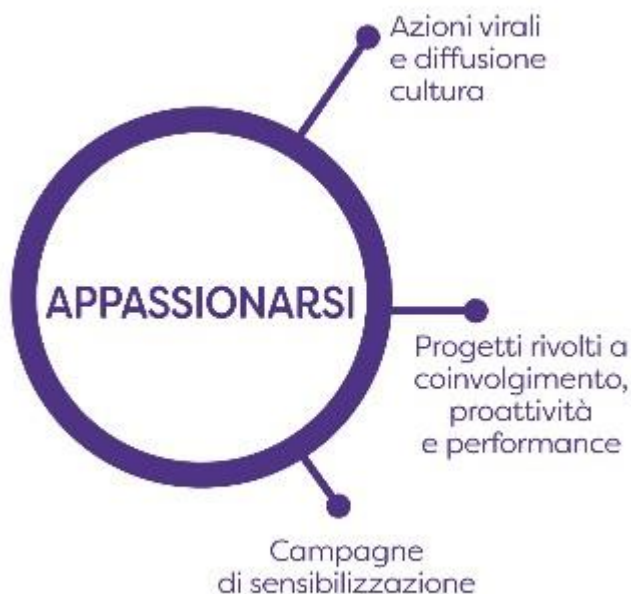 Azioni virali
e diffusione
cultura
APPASSIONARSI
Progetti rivolti a
coinvolgimento,
proattività
e performance
Campagne
di sensibilizzazione